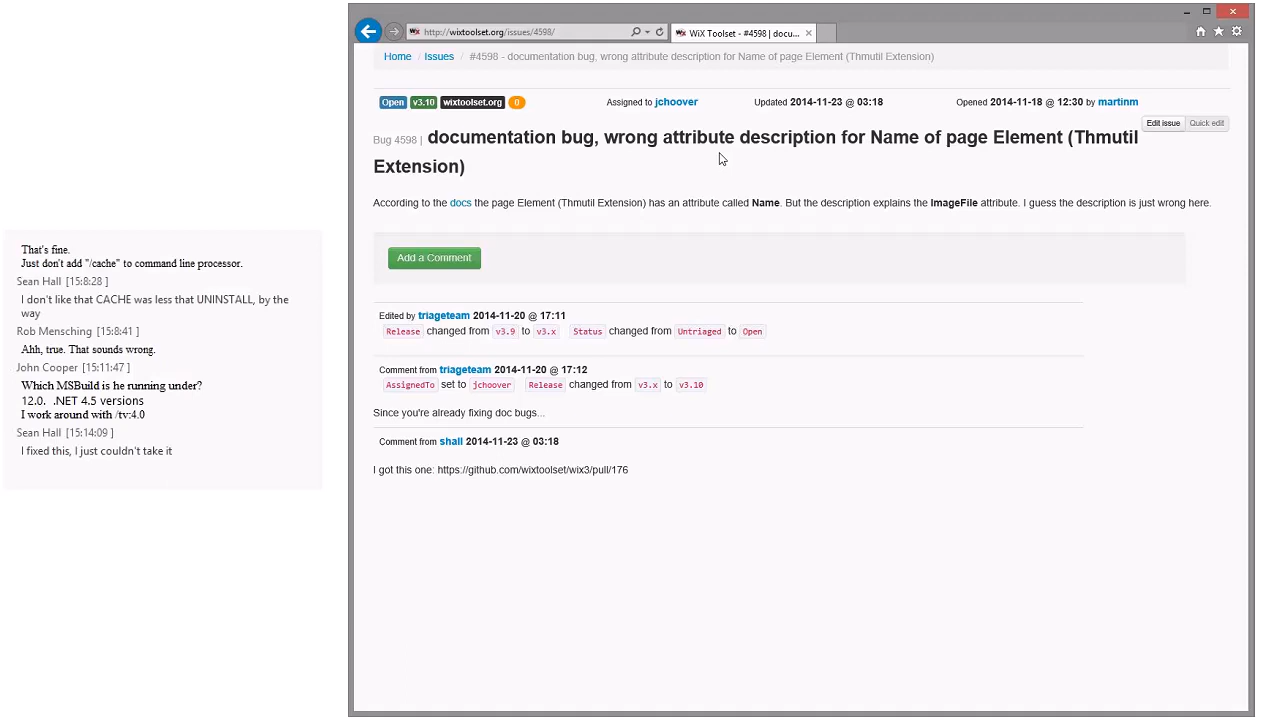 That's fine.
Just don't add "/cache" to command line processor.
Sean Hall [15:8:28 ]
I don't like that CACHE was less that UNINSTALL, by the
way
Rob Mensching [15:8:41 ]
Ahh, true. That sounds wrong.
John Cooper [15:11:47 ]
Which MSBuild is he running under?
12.0. .NET 4.5 versions
I work around with /tv:4.0
Sean Hall [15:14:09 ]
I fixed this, I just couldn't take it
http://wixtoolset.org/issues/4598/
WiX Toolset - #4598 | docu...
Home / Issues / #4598 - documentation bug, wrong attribute description for Name of page Element (Thmutil Extension)
Open v3.10 wixtoolset.org 0 Assigned to jchoover Updated 2014-11-23 @ 03:18 Opened 2014-11-18 @ 12:30 by martinm
Edit issue Quick edit
Bug 4598 | documentation bug, wrong attribute description for Name of page Element (Thmutil
Extension)
According to the docs the page Element (Thmutil Extension) has an attribute called Name. But the description explains the ImageFile attribute. I guess the description is just wrong here.
Add a Comment
Edited by triageteam 2014-11-20 @ 17:11
Release changed from v3.9 to v3.x Status changed from Untriaged to Open
Comment from triageteam 2014-11-20 @ 17:12
AssignedTo set to jchoover Release changed from v3.x to v3.10
Since you're already fixing doc bugs...
Comment from shall 2014-11-23 @ 03:18
I got this one: https://github.com/wixtoolset/wix3/pull/176